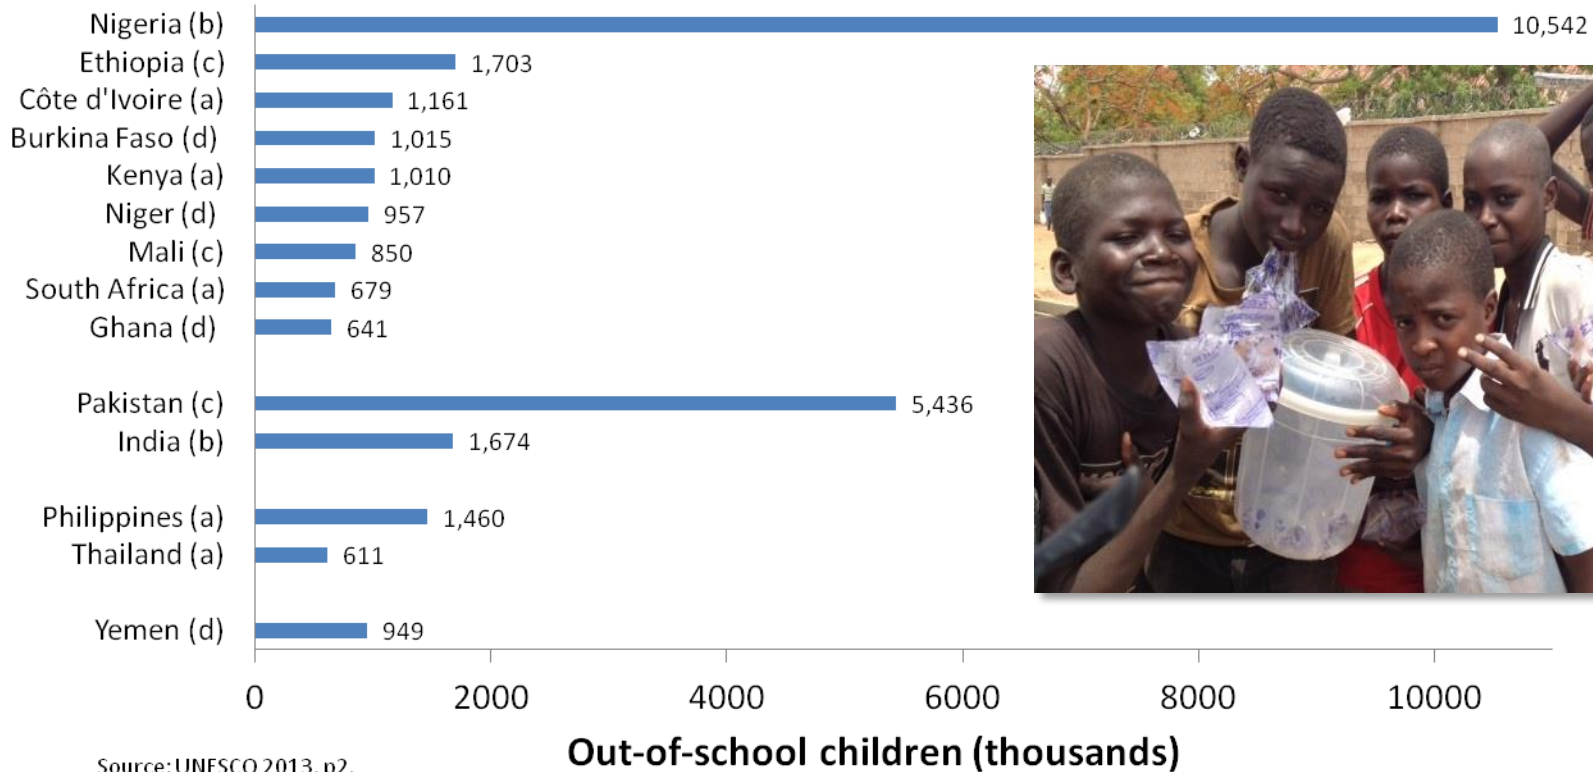 Nigeria (b) 10,542
Ethiopia (c) 1,703
Côte d'Ivoire (a) 1,161
Burkina Faso (d) 1,015
Kenya (a) 1,010
Niger (d) 957
Mali (c) 850
South Africa (a) 679
Ghana (d) 641
Pakistan (c) 5,436
India (b) 1,674
Philippines (a) 1,460
Thailand (a) 611
Yemen (d) 949
0 2000 4000 6000 8000 10000
Out-of-school children (thousands)
Source: UNESCO 2013, p2.